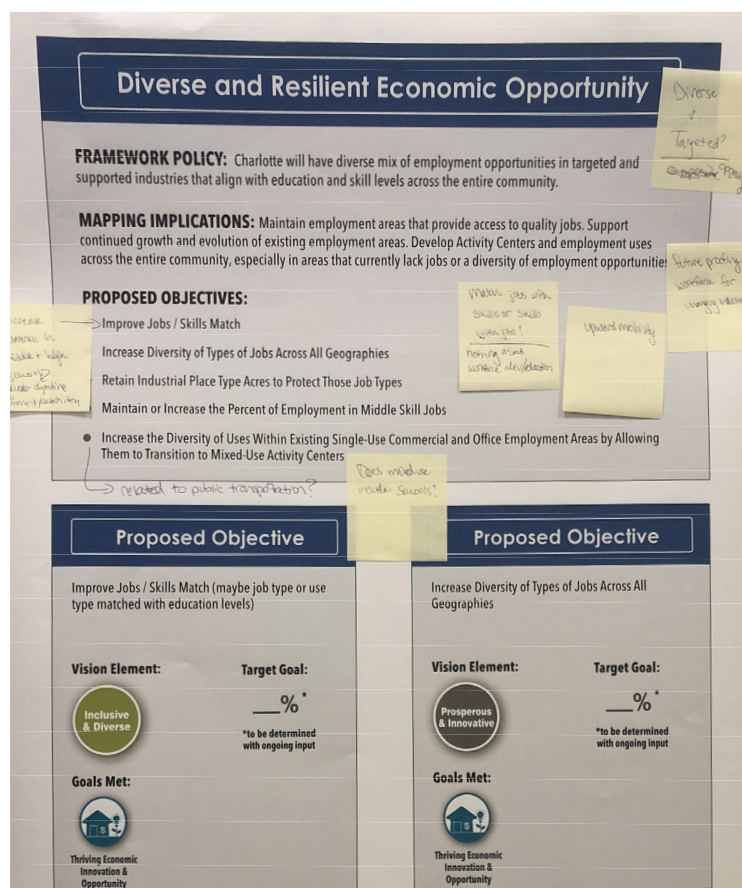 Diverse and Resilient Economic Opportunity
Diverse
v.
Targeted?
FRAMEWORK POLICY: Charlotte will have diverse mix of employment opportunities in targeted and
supported industries that align with education and skill levels across the entire community.
MAPPING IMPLICATIONS: Maintain employment areas that provide access to quality jobs. Support
continued growth and evolution of existing employment areas. Develop Activity Centers and employment uses
across the entire community, especially in areas that currently lack jobs or a diversity of employment opportunities
future proofing
workforce for
PROPOSED OBJECTIVES:
Improve Jobs / Skills Match
Increase Diversity of Types of Jobs Across All Geographies
Retain Industrial Place Type Acres to Protect Those Job Types
Maintain or Increase the Percent of Employment in Middle Skill Jobs
• Increase the Diversity of Uses Within Existing Single-Use Commercial and Office Employment Areas by Allowing
Them to Transition to Mixed-Use Activity Centers
Match jobs with
skills or skills
with jobs?
nothing about
workforce dev/education
upward mobility
related to public transportation?
Does mixed use
include schools?
Proposed Objective
Improve Jobs / Skills Match (maybe job type or use
type matched with education levels)
Vision Element:
Target Goal:
Inclusive
& Diverse
__%*
*to be determined
with ongoing input
Goals Met:
Thriving Economic
Innovation &
Opportunity
Proposed Objective
Increase Diversity of Types of Jobs Across All
Geographies
Vision Element:
Target Goal:
Prosperous
& Innovative
__%*
*to be determined
with ongoing input
Goals Met:
Thriving Economic
Innovation &
Opportunity